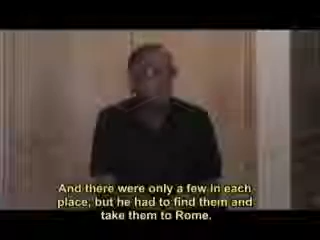 And there were only a few in each
place, but he had to find them and
take them to Rome.